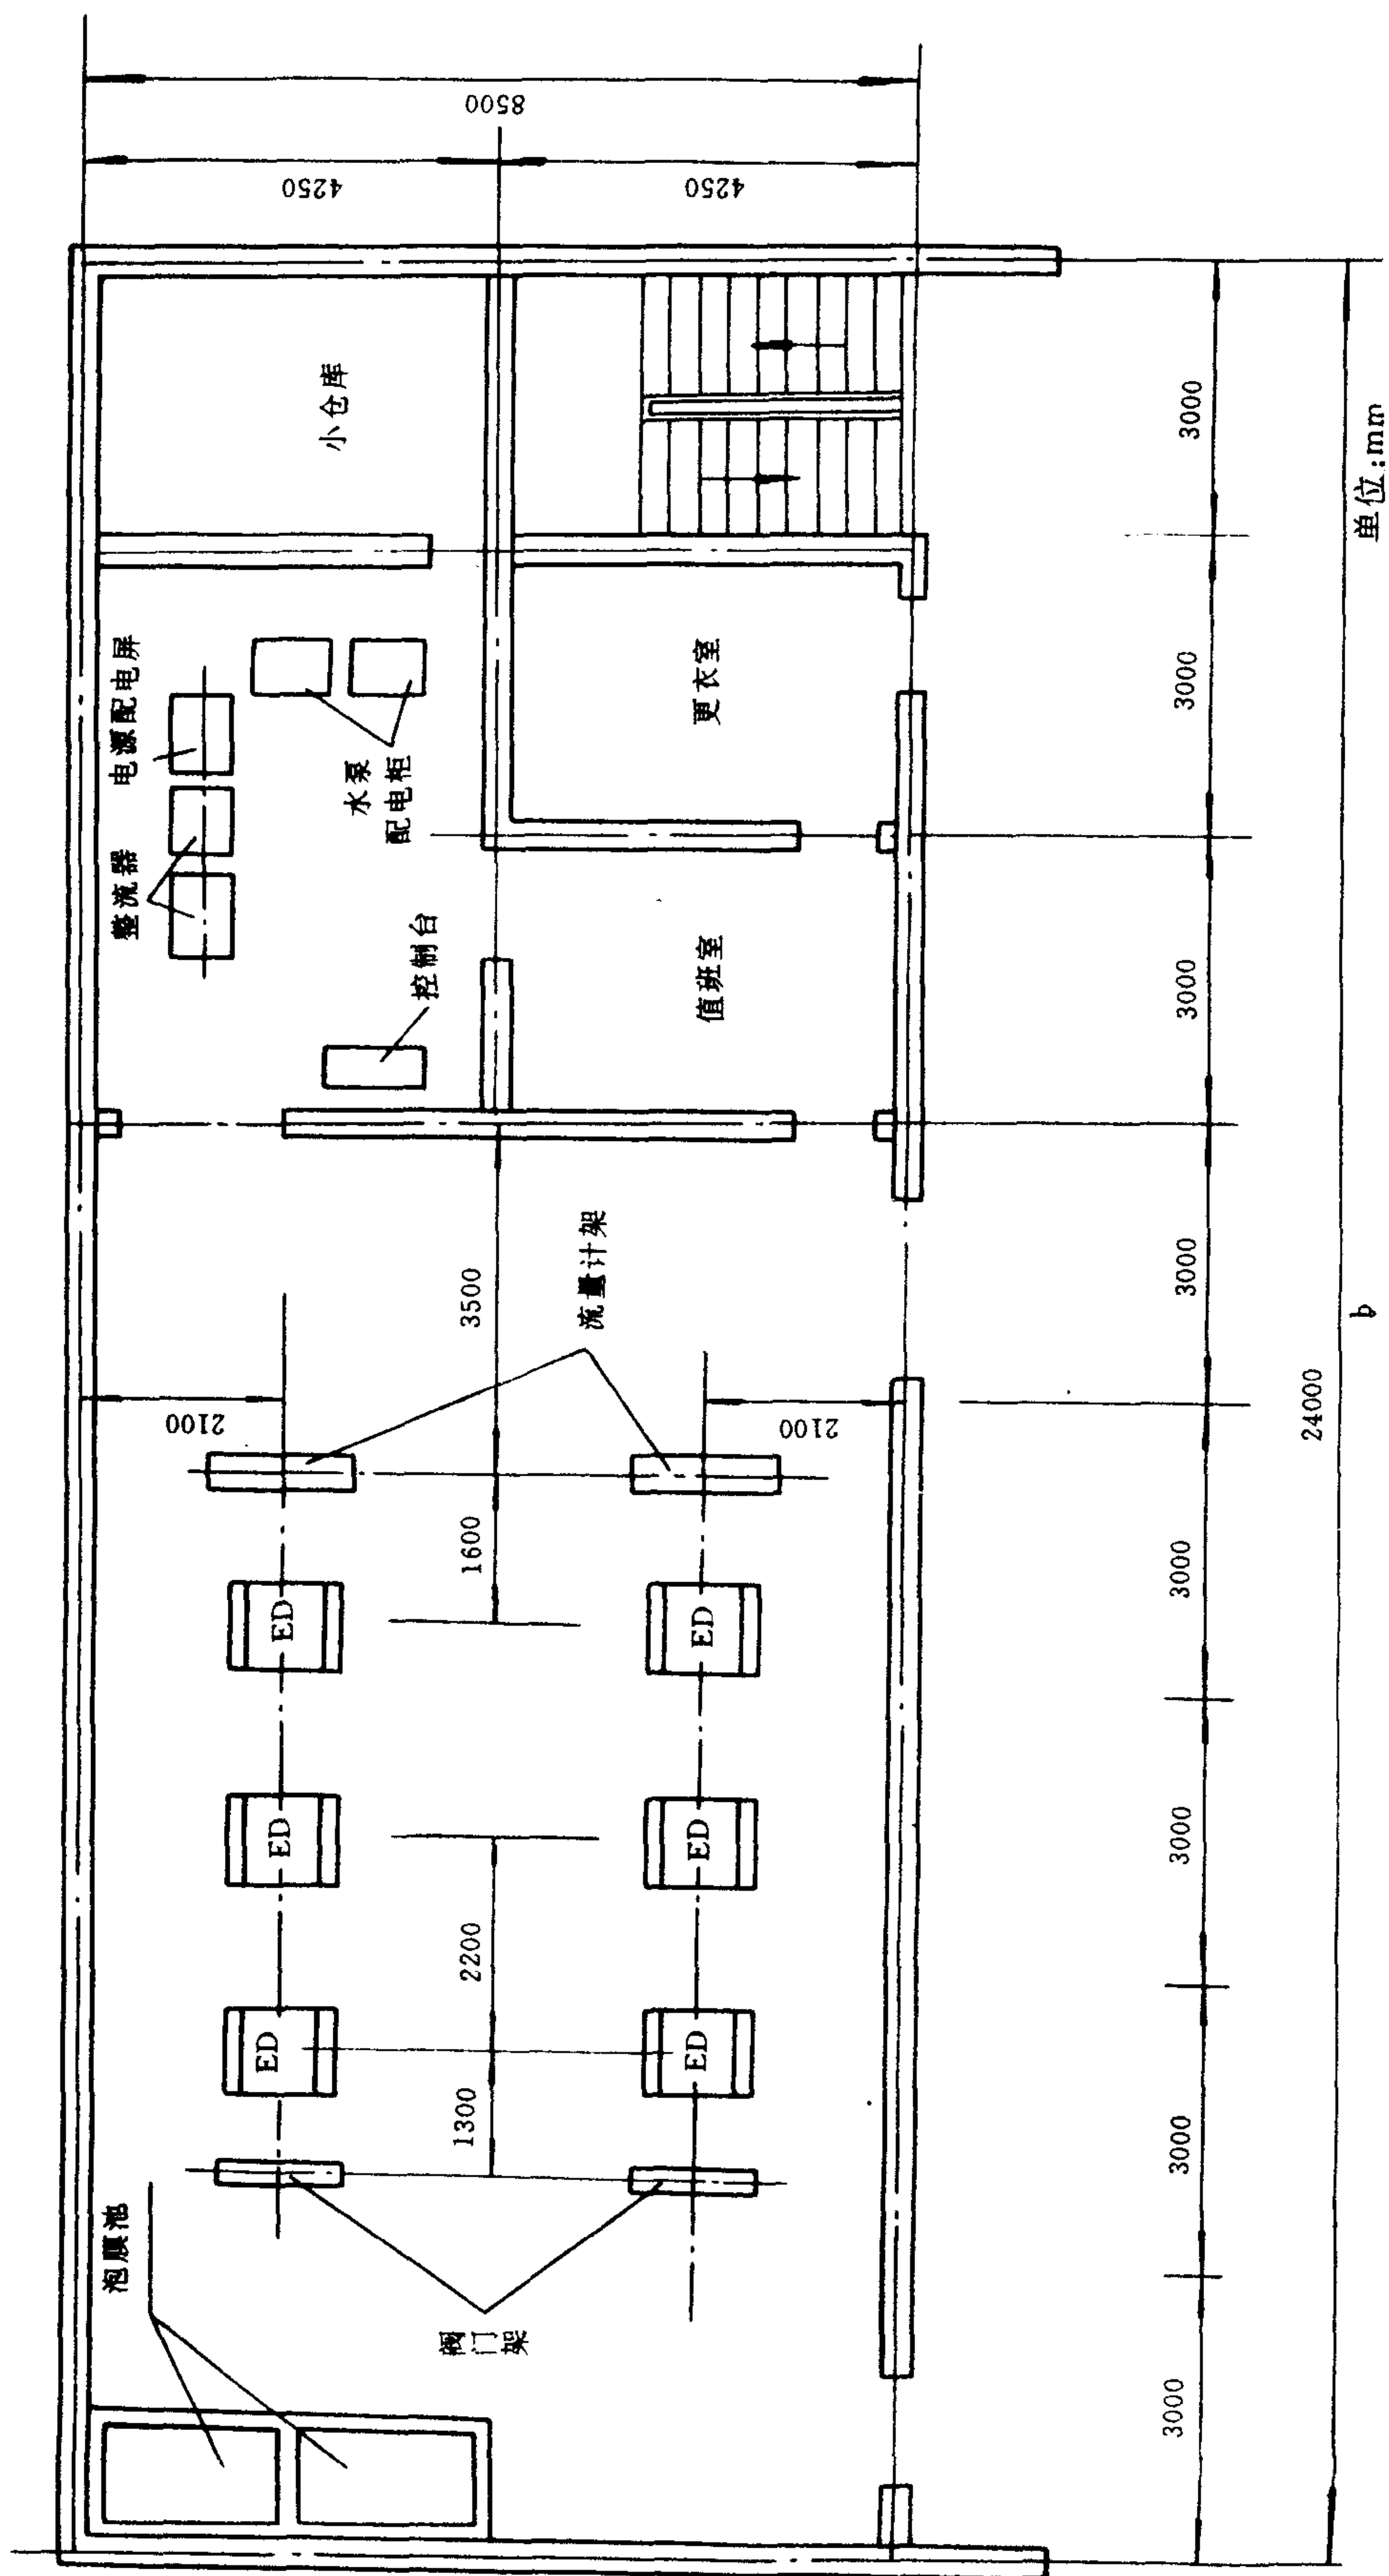 8500
4250
4250
小仓库
电源配电屏
整流器
水泵
配电柜
控制台
更衣室
值班室
流量计架
3500
2100
2100
1600
ED
ED
ED
ED
ED
ED
2200
1300
泡膜池
阀门架
3000
3000
3000
3000
3000
3000
3000
3000
24000
b
单位:mm